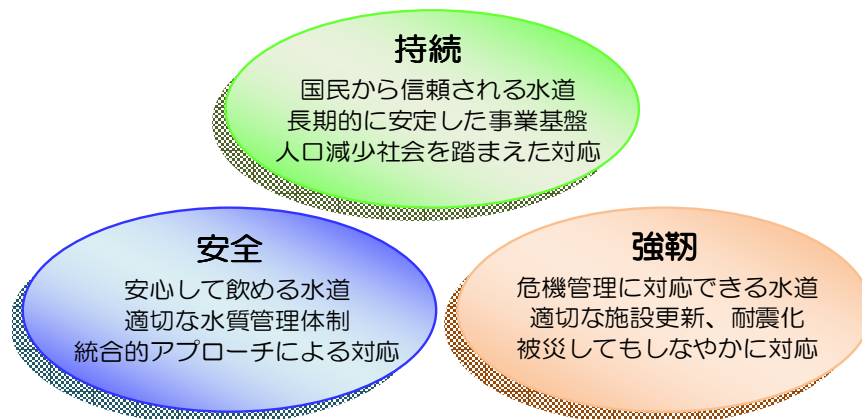 持続
国民から信頼される水道
長期的に安定した事業基盤
人口減少社会を踏まえた対応
安全
安心して飲める水道
適切な水質管理体制
統合的アプローチによる対応
強靭
危機管理に対応できる水道
適切な施設更新、耐震化
被災してもしなやかに対応